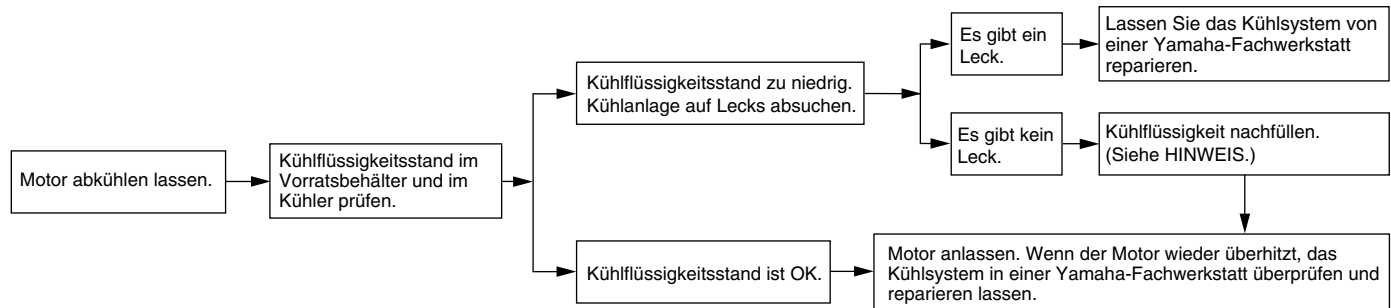 Motor abkühlen lassen.
Kühlflüssigkeitsstand im
Vorratsbehälter und im
Kühler prüfen.
Kühlflüssigkeitsstand zu niedrig.
Kühlanlage auf Lecks absuchen.
Es gibt ein
Leck.
Lassen Sie das Kühlsystem von
einer Yamaha-Fachwerkstatt
reparieren.
Es gibt kein
Leck.
Kühlflüssigkeit nachfüllen.
(Siehe HINWEIS.)
Kühlflüssigkeitsstand ist OK.
Motor anlassen. Wenn der Motor wieder überhitzt, das
Kühlsystem in einer Yamaha-Fachwerkstatt überprüfen und
reparieren lassen.